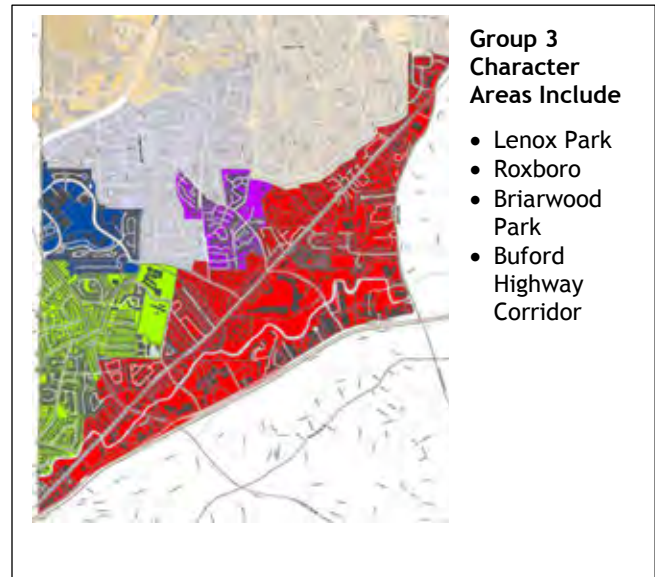 Group 3
Character
Areas Include
• Lenox Park
• Roxboro
• Briarwood
Park
• Buford
Highway
Corridor